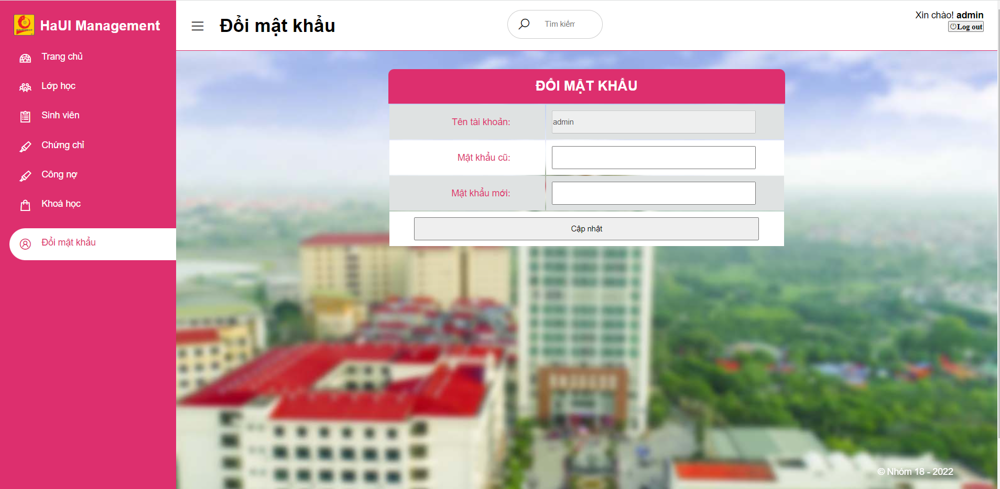 HaUI Management
Trang chủ
Lớp học
Sinh viên
Chứng chỉ
Công nợ
Khoá học
Đổi mật khẩu
Đổi mật khẩu
Tìm kiếm
Xin chào! admin
Log out
ĐỔI MẬT KHẨU
Tên tài khoản:
admin
Mật khẩu cũ:
Mật khẩu mới:
Cập nhật
© Nhóm 18 - 2022